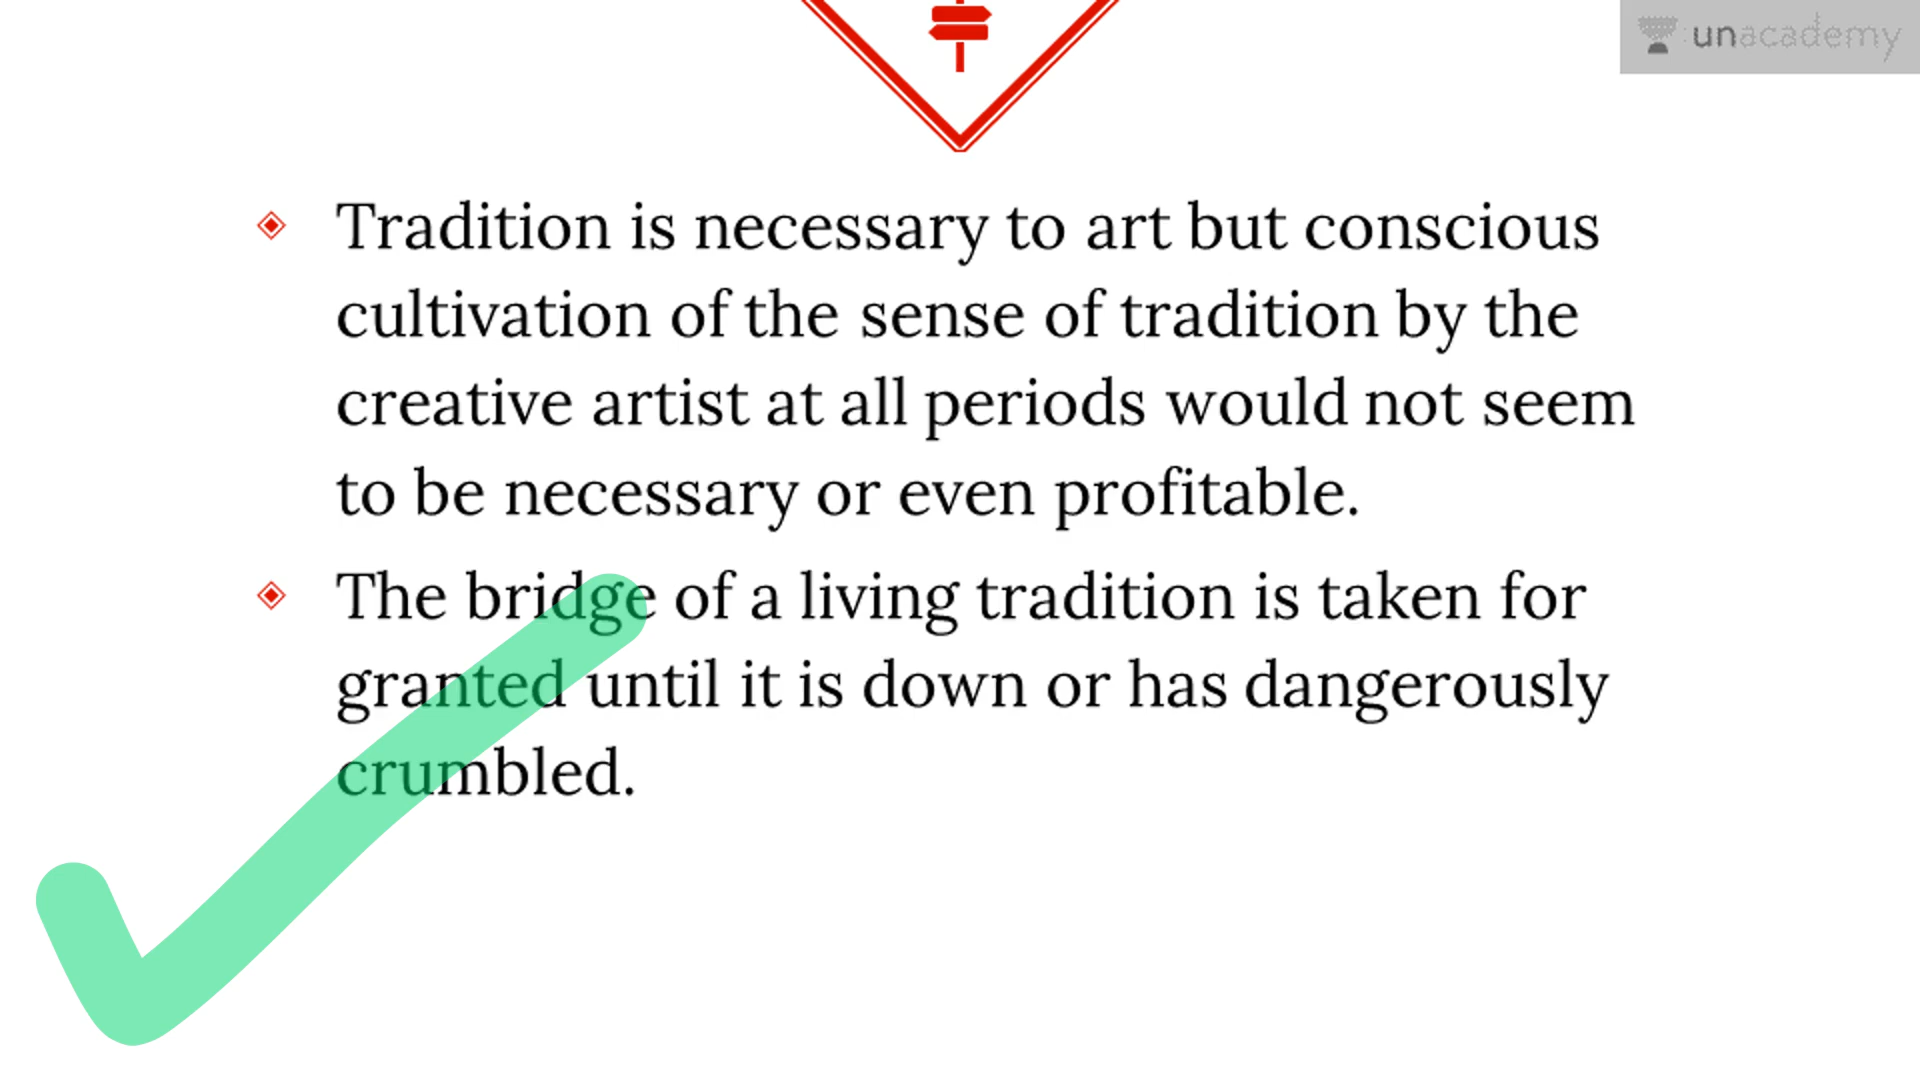 unacademy
Tradition is necessary to art but conscious
cultivation of the sense of tradition by the
creative artist at all periods would not seem
to be necessary or even profitable.
The bridge of a living tradition is taken for
granted until it is down or has dangerously
crumbled.